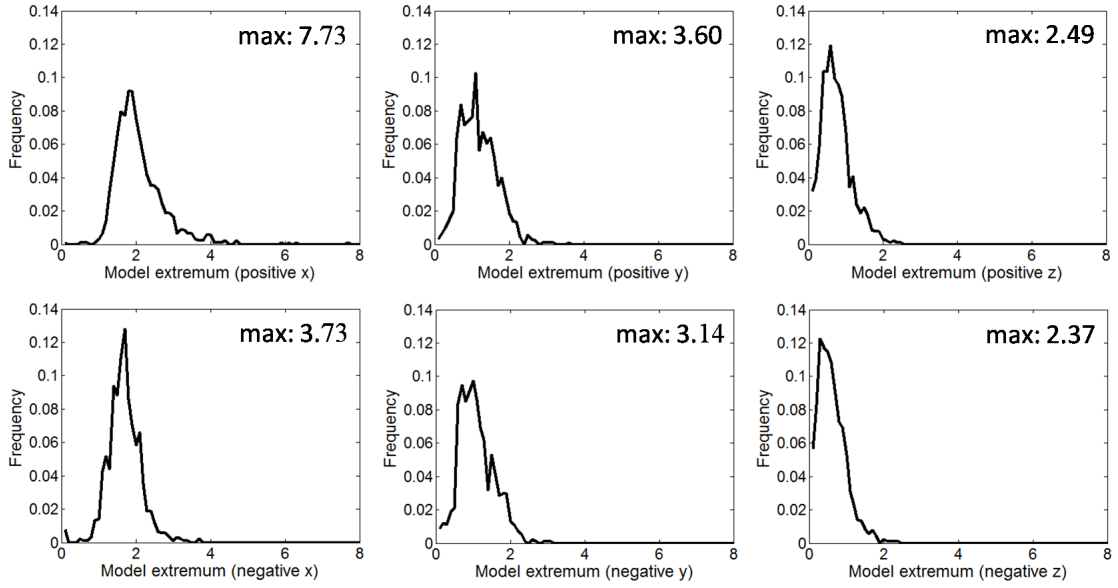 max: 7.73
0.14
0.12
0.1
0.08
0.06
0.04
0.02
0
Frequency
0 2 4 6 8
Model extremum (positive x)
max: 3.60
0.14
0.12
0.1
0.08
0.06
0.04
0.02
0
Frequency
0 2 4 6 8
Model extremum (positive y)
max: 2.49
0.14
0.12
0.1
0.08
0.06
0.04
0.02
0
Frequency
0 2 4 6 8
Model extremum (positive z)
max: 3.73
0.14
0.12
0.1
0.08
0.06
0.04
0.02
0
Frequency
0 2 4 6 8
Model extremum (negative x)
max: 3.14
0.14
0.12
0.1
0.08
0.06
0.04
0.02
0
Frequency
0 2 4 6 8
Model extremum (negative y)
max: 2.37
0.14
0.12
0.1
0.08
0.06
0.04
0.02
0
Frequency
0 2 4 6 8
Model extremum (negative z)